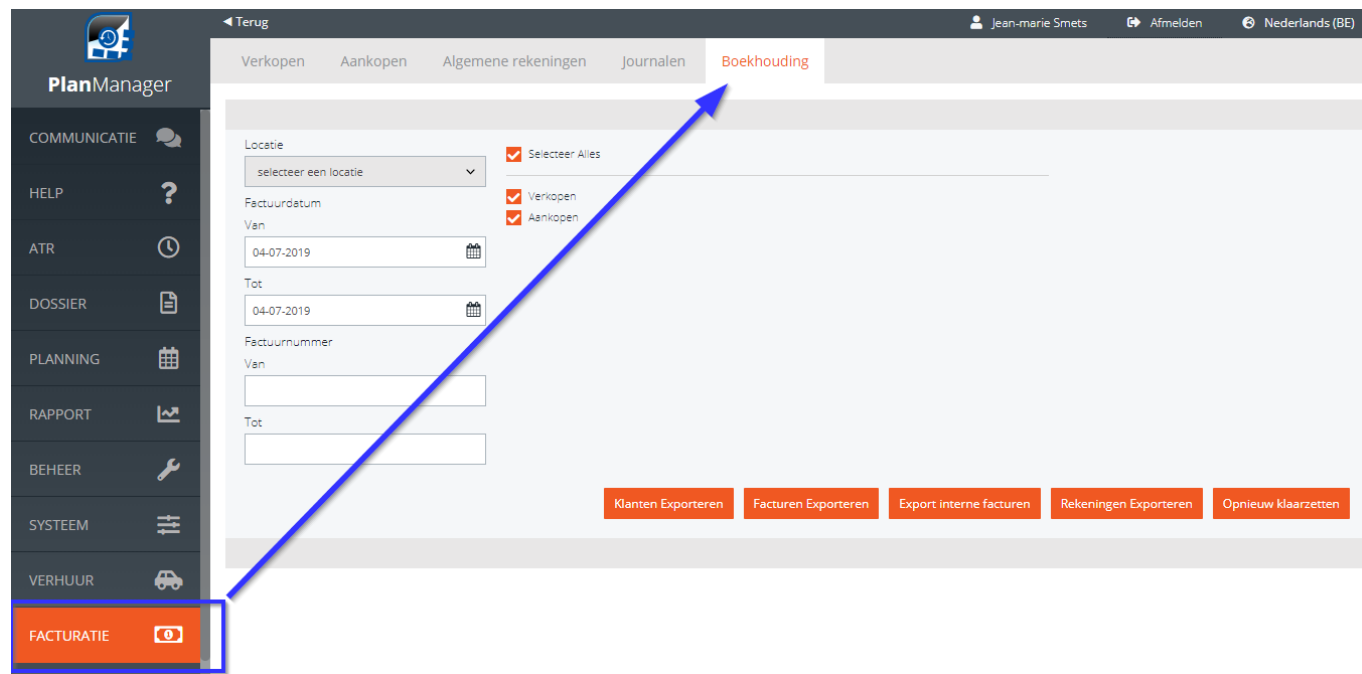 Terug
Jean-marie Smets
Afmelden
Nederlands (BE)
PlanManager
Verkopen
Aankopen
Algemene rekeningen
Journalen
Boekhouding
COMMUNICATIE
HELP
ATR
DOSSIER
PLANNING
RAPPORT
BEHEER
SYSTEEM
VERHUUR
FACTURATIE
Locatie
selecteer een locatie
Factuurdatum
Van
04-07-2019
Tot
04-07-2019
Factuurnummer
Van
Tot
Selecteer Alles
Verkopen
Aankopen
Klanten Exporteren
Facturen Exporteren
Export interne facturen
Rekeningen Exporteren
Opnieuw klaarzetten